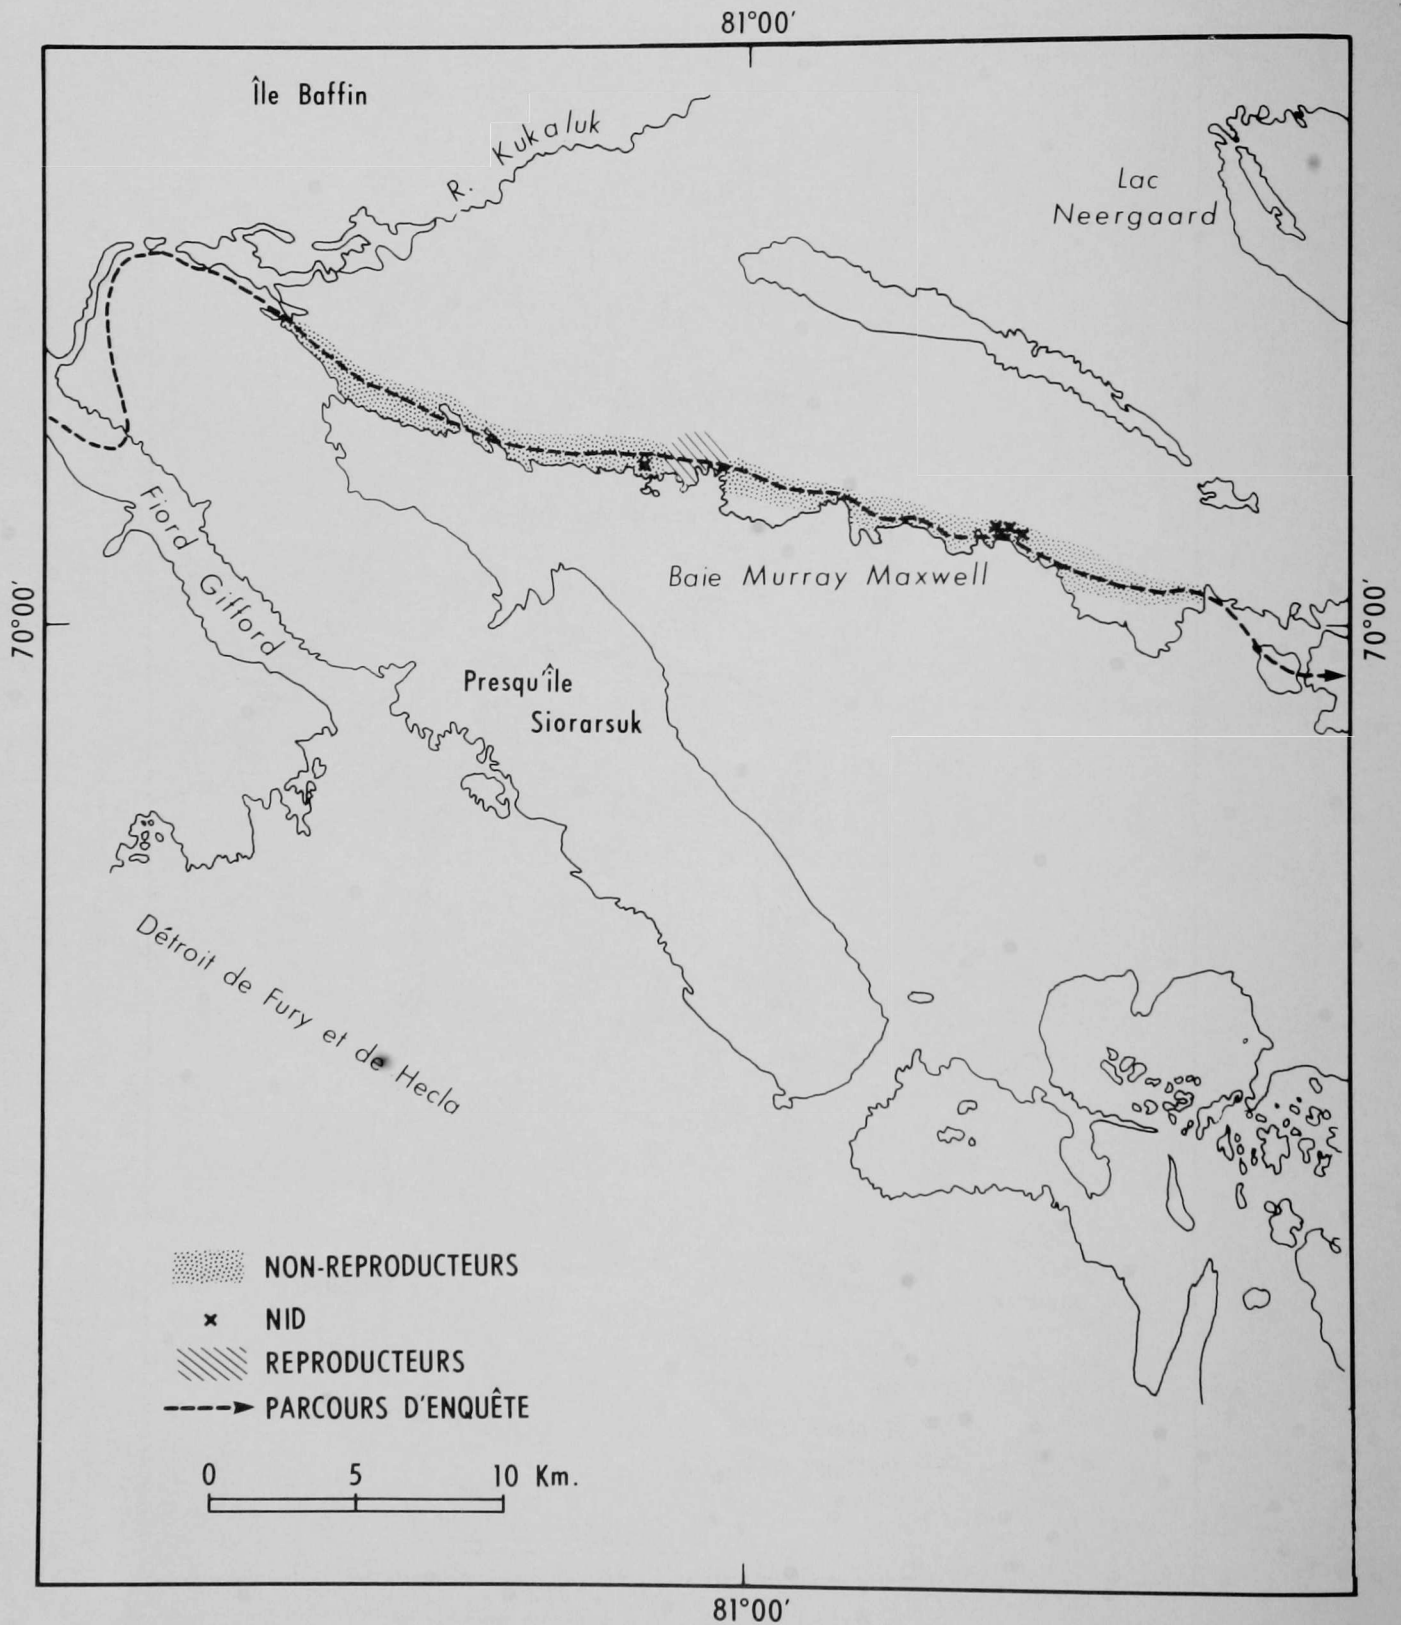 81°00′
Île Baffin
R. Kukaluk
Lac
Neergaard
Fiord Gifford
Baie Murray Maxwell
70°00′
70°00′
Presqu'île
Siorarsuk
Détroit de Fury et de Hecla
NON-REPRODUCTEURS
NID
REPRODUCTEURS
PARCOURS D'ENQUÊTE
0 5 10 Km.
81°00′